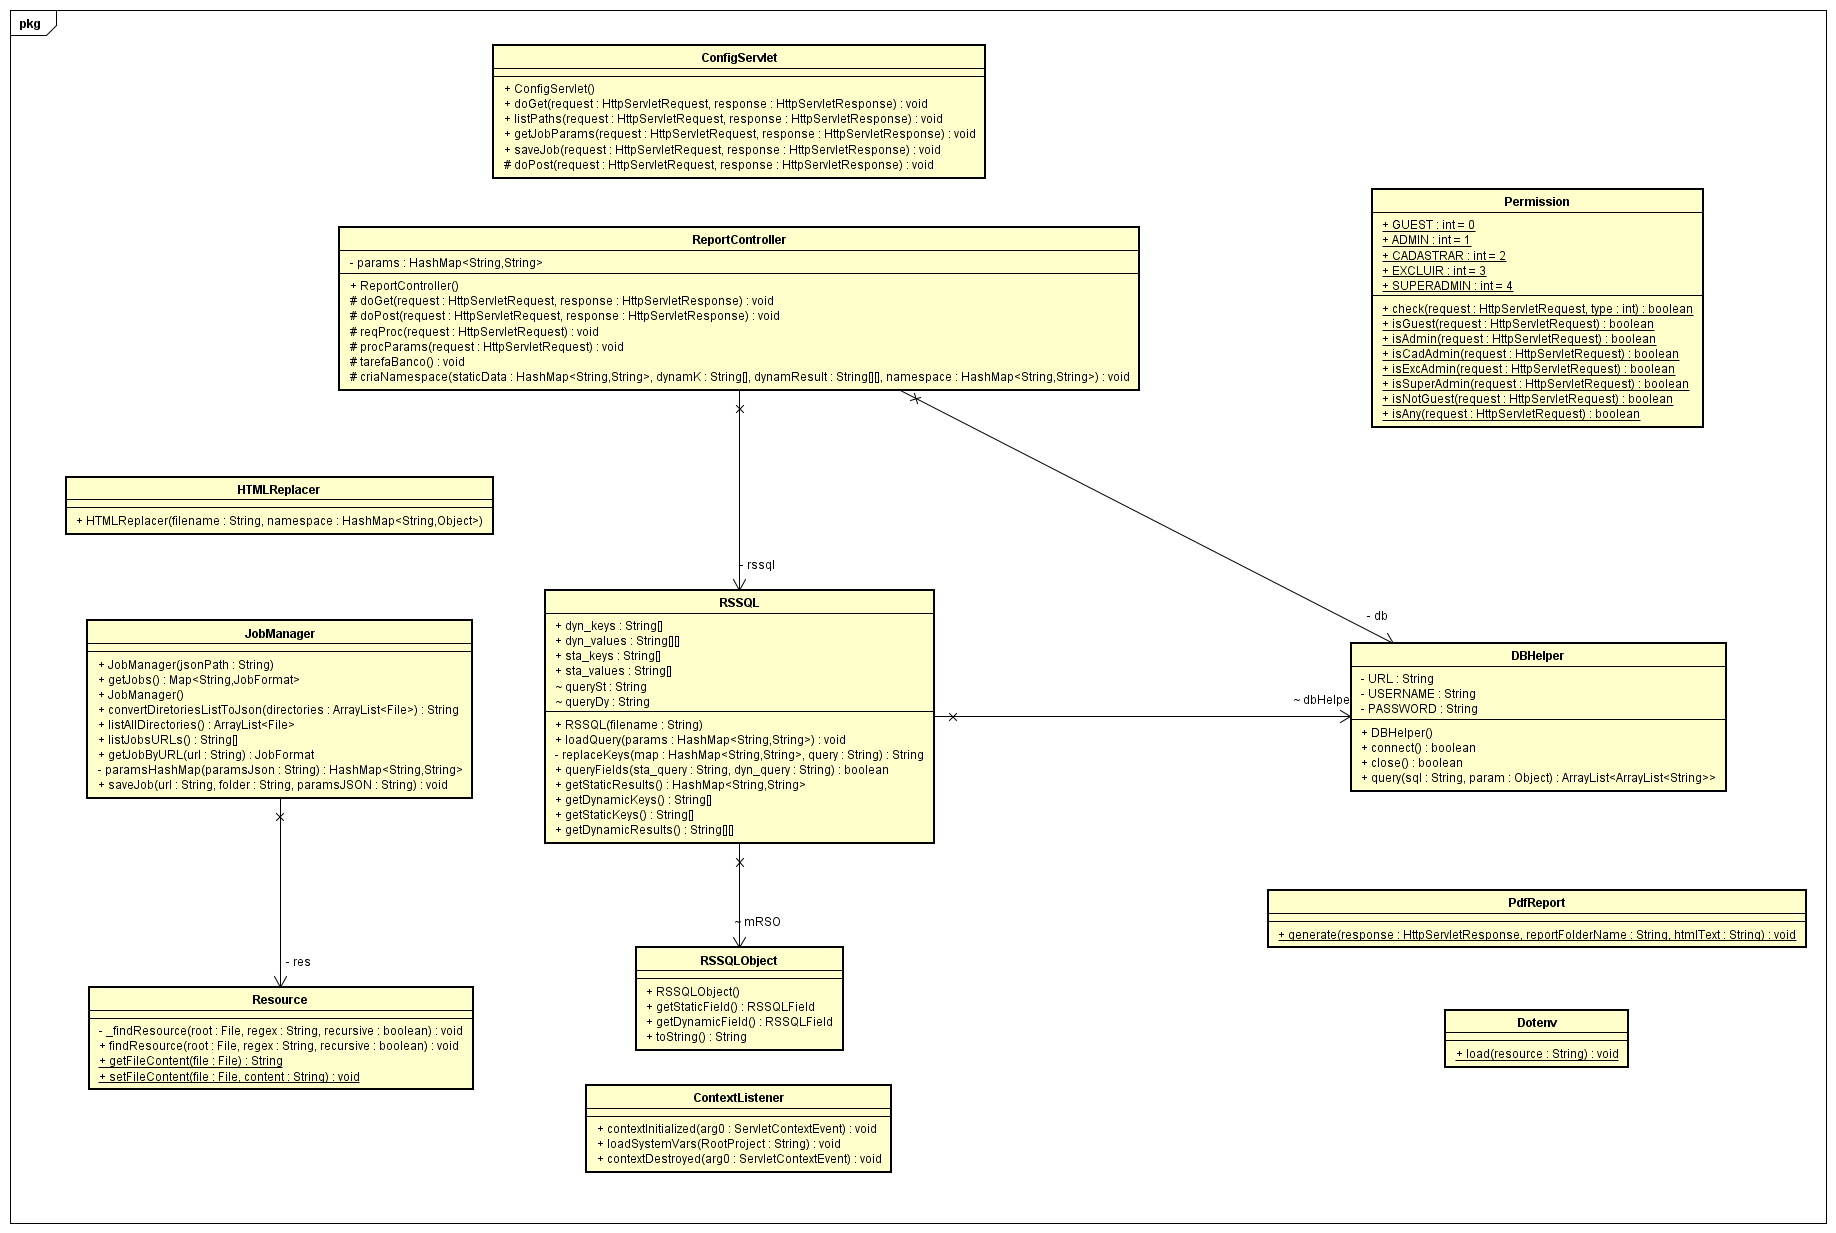 pkg
ConfigServlet
+ ConfigServlet()
+ doGet(request : HttpServletRequest, response : HttpServletResponse) : void
+ listPaths(request : HttpServletRequest, response : HttpServletResponse) : void
+ getJobParams(request : HttpServletRequest, response : HttpServletResponse) : void
+ saveJob(request : HttpServletRequest, response : HttpServletResponse) : void
# doPost(request : HttpServletRequest, response : HttpServletResponse) : void
Permission
+ GUEST : int = 0
+ ADMIN : int = 1
+ CADASTRAR : int = 2
+ EXCLUIR : int = 3
+ SUPERADMIN : int = 4
+ check(request : HttpServletRequest, type : int) : boolean
+ isGuest(request : HttpServletRequest) : boolean
+ isAdmin(request : HttpServletRequest) : boolean
+ isCadAdmin(request : HttpServletRequest) : boolean
+ isExcAdmin(request : HttpServletRequest) : boolean
+ isSuperAdmin(request : HttpServletRequest) : boolean
+ isNotGuest(request : HttpServletRequest) : boolean
+ isAny(request : HttpServletRequest) : boolean
ReportController
- params : HashMap<String,String>
+ ReportController()
# doGet(request : HttpServletRequest, response : HttpServletResponse) : void
# doPost(request : HttpServletRequest, response : HttpServletResponse) : void
# reqProc(request : HttpServletRequest) : void
# procParams(request : HttpServletRequest) : void
# tarefaBanco() : void
# criaNamespace(staticData : HashMap<String,String>, dynamK : String[], dynamResult : String[][], namespace : HashMap<String,String>) : void
HTMLReplacer
+ HTMLReplacer(filename : String, namespace : HashMap<String,Object>)
- rssql
- db
JobManager
+ JobManager(jsonPath : String)
+ getJobs() : Map<String,JobFormat>
+ JobManager()
+ convertDiretoriesListToJson(directories : ArrayList<File>) : String
+ listAllDirectories() : ArrayList<File>
+ listJobsURLs() : String[]
+ getJobByURL(url : String) : JobFormat
- paramsHashMap(paramsJson : String) : HashMap<String,String>
+ saveJob(url : String, folder : String, paramsJSON : String) : void
RSSQL
+ dyn_keys : String[]
+ dyn_values : String[][]
+ sta_keys : String[]
+ sta_values : String[]
~ querySt : String
~ queryDy : String
+ RSSQL(filename : String)
+ loadQuery(params : HashMap<String,String>) : void
- replaceKeys(map : HashMap<String,String>, query : String) : String
+ queryFields(sta_query : String, dyn_query : String) : boolean
+ getStaticResults() : HashMap<String,String>
+ getDynamicKeys() : String[]
+ getStaticKeys() : String[]
+ getDynamicResults() : String[][]
~ dbHelpe
DBHelper
- URL : String
- USERNAME : String
- PASSWORD : String
+ DBHelper()
+ connect() : boolean
+ close() : boolean
+ query(sql : String, param : Object) : ArrayList<ArrayList<String>>
~ mRSO
- res
PdfReport
+ generate(response : HttpServletResponse, reportFolderName : String, htmlText : String) : void
RSSQLObject
+ RSSQLObject()
+ getStaticField() : RSSQLField
+ getDynamicField() : RSSQLField
+ toString() : String
Resource
- _findResource(root : File, regex : String, recursive : boolean) : void
+ findResource(root : File, regex : String, recursive : boolean) : void
+ getFileContent(file : File) : String
+ setFileContent(file : File, content : String) : void
Dotenv
+ load(resource : String) : void
ContextListener
+ contextInitialized(arg0 : ServletContextEvent) : void
+ loadSystemVars(RootProject : String) : void
+ contextDestroyed(arg0 : ServletContextEvent) : void